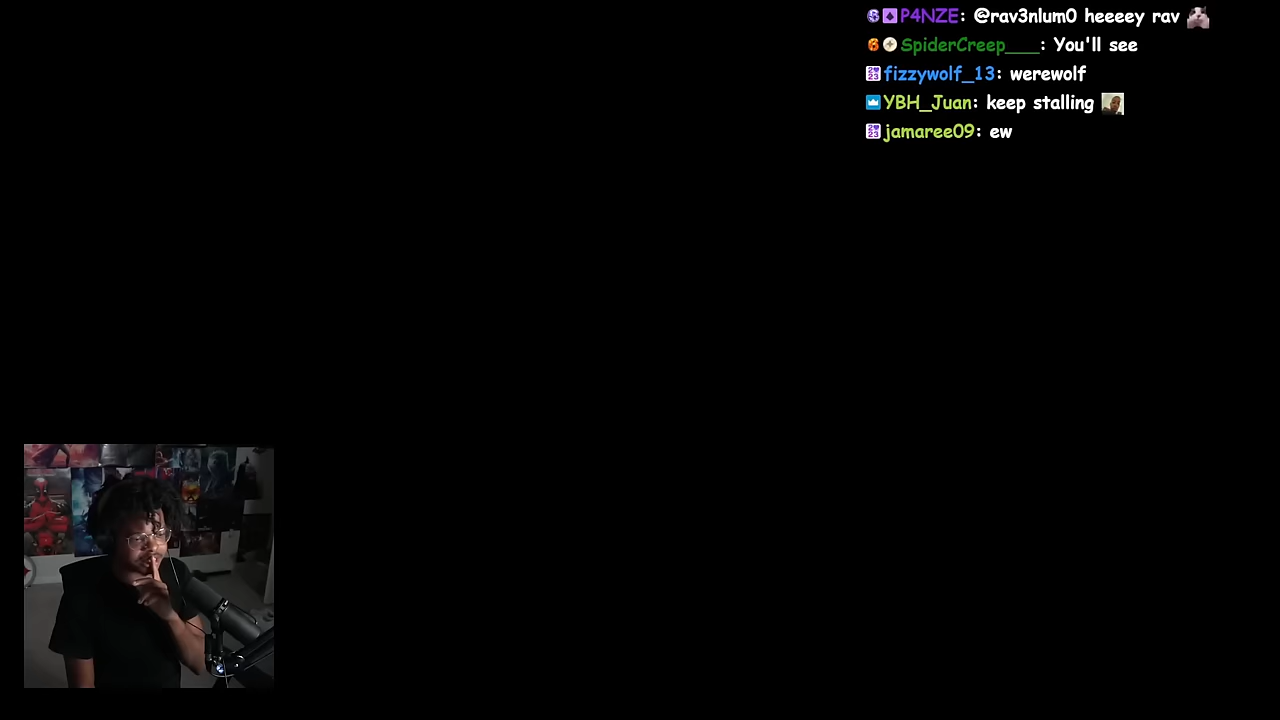 P4NZE: @rav3nlum0 heeeey rav
SpiderCreep___: You'll see
fizzywolf_13: werewolf
YBH_Juan: keep stalling
jamaree09: ew